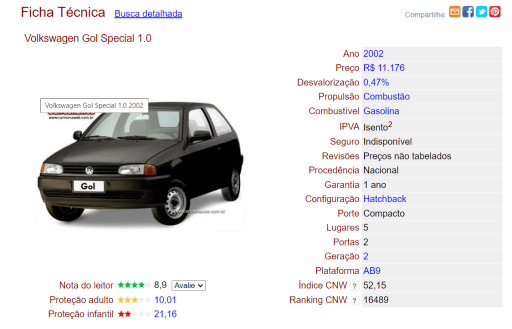 Ficha Técnica Busca detalhada
Compartilhe
Volkswagen Gol Special 1.0
Ano 2002
Preço R$ 11.176
Desvalorização 0,47%
Propulsão Combustão
Combustível Gasolina
IPVA Isento2
Seguro Indisponível
Revisões Preços não tabelados
Procedência Nacional
Garantia 1 ano
Configuração Hatchback
Porte Compacto
Lugares 5
Portas 2
Geração 2
Plataforma AB9
Índice CNW ? 52,15
Ranking CNW ? 16489
Volkswagen Gol Special 1.0 2002
www.carrosnaweb.com.br
Gol
Nota do leitor 8,9 Avalie
Proteção adulto 10,01
Proteção infantil 21,16